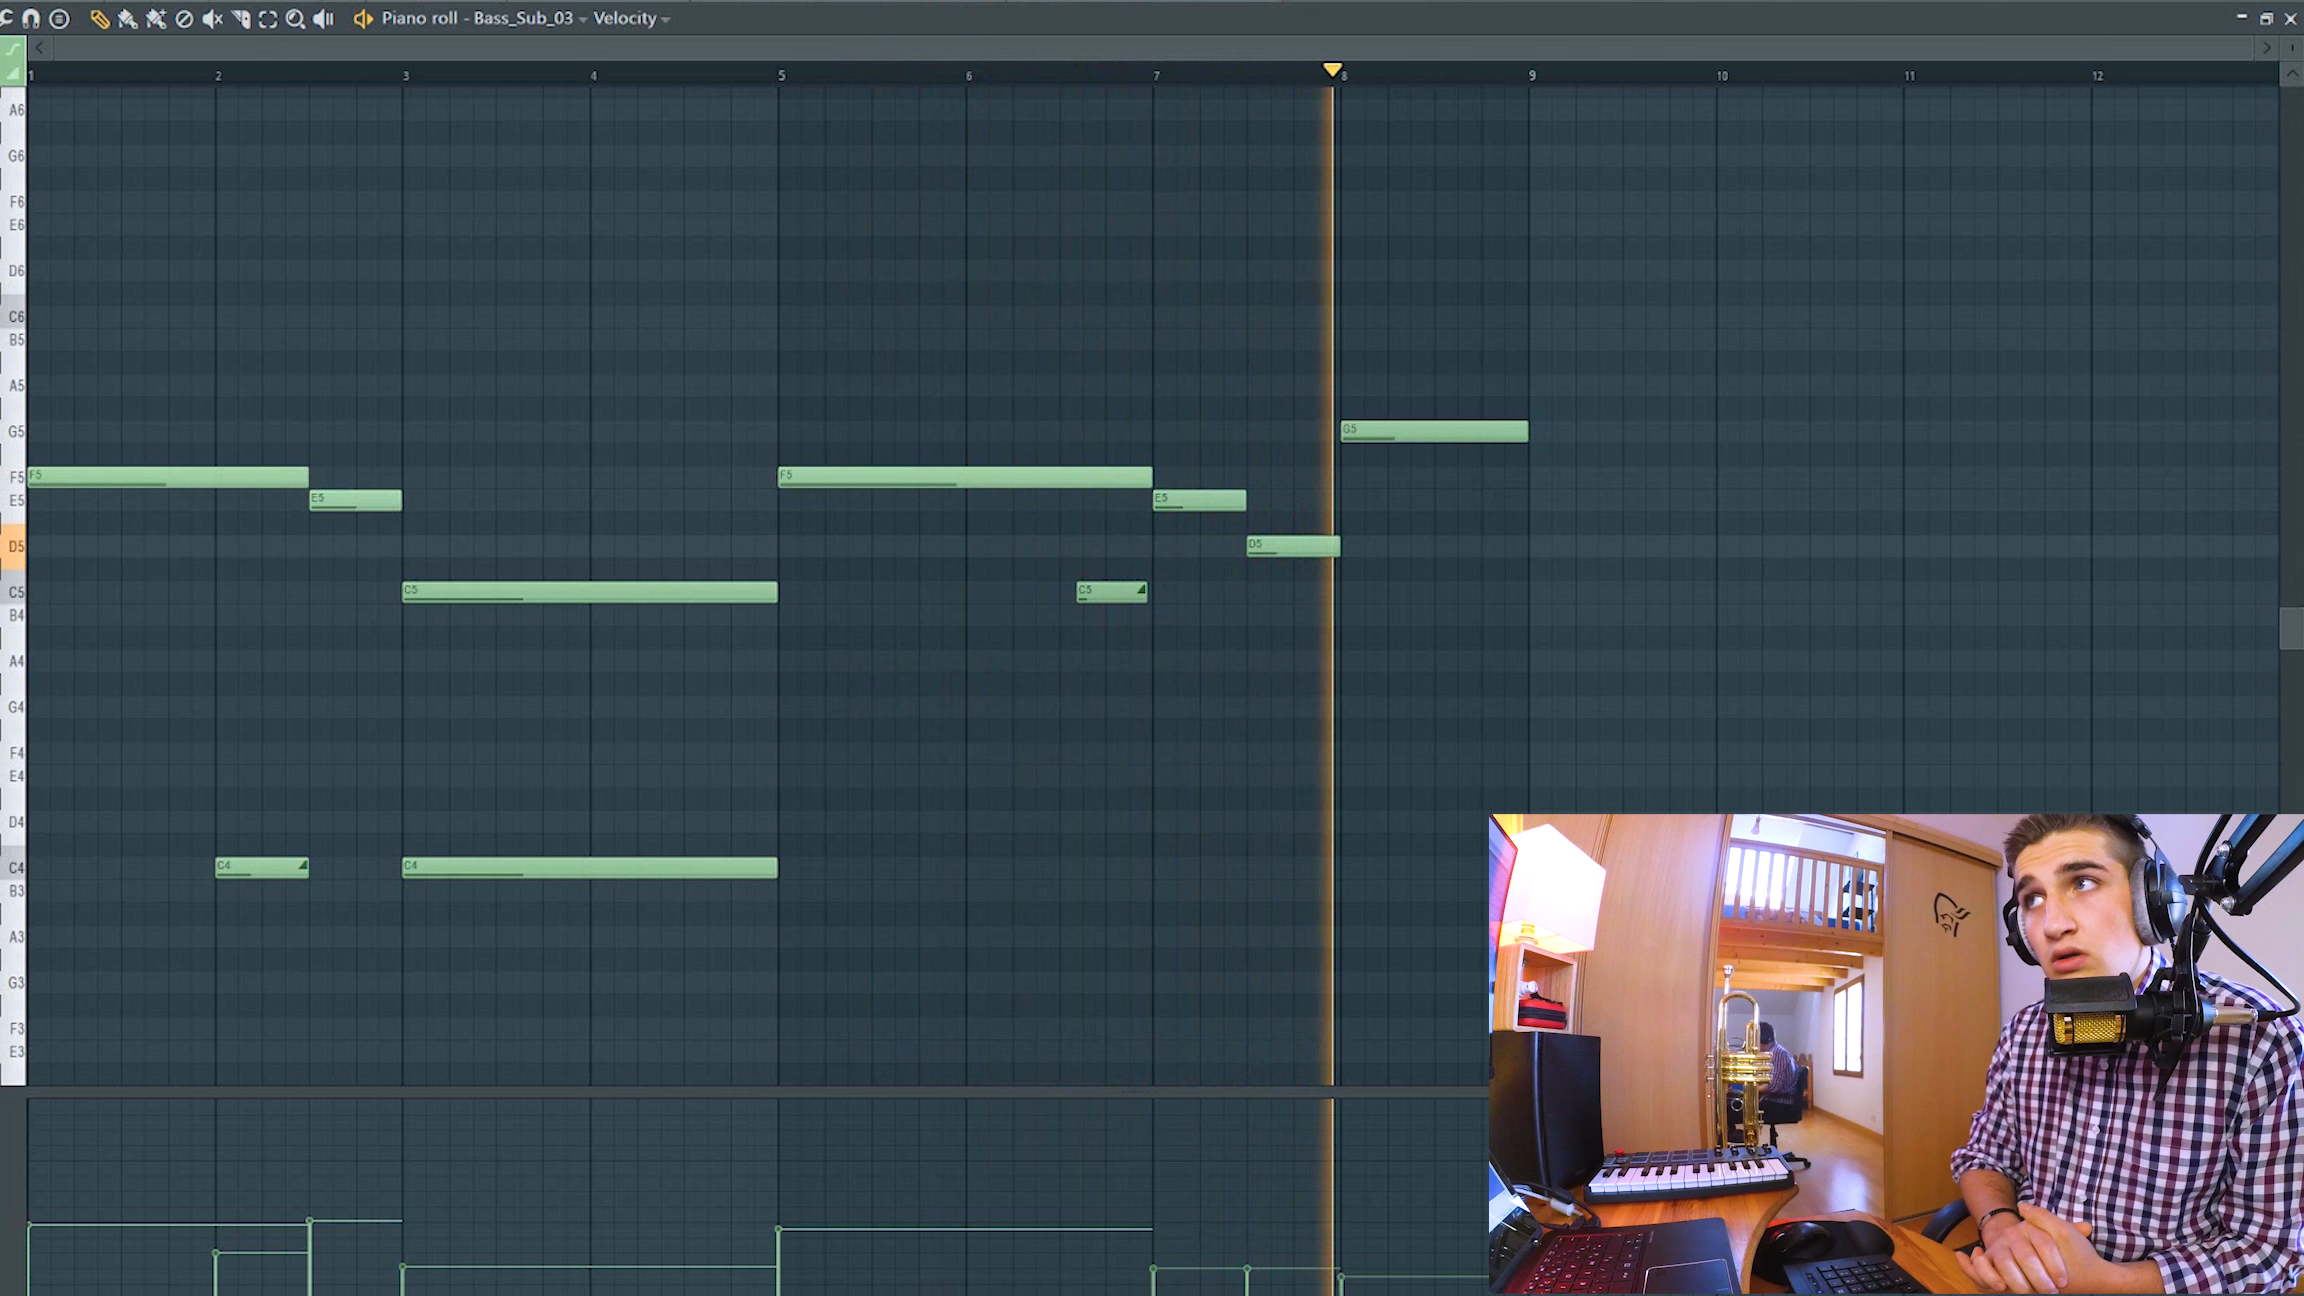 Piano roll - Bass_Sub_03 Velocity
1 2 3 4 5 6 7 8 9 10 11 12
A6
G6
F6
E6
D6
C6
B5
A5
G5 G5
F5 F5 F5
E5 E5 E5
D5 D5
C5 C5 C5
B4
A4
G4
F4
E4
D4
C4 C4 C4
B3
A3
G3
F3
E3